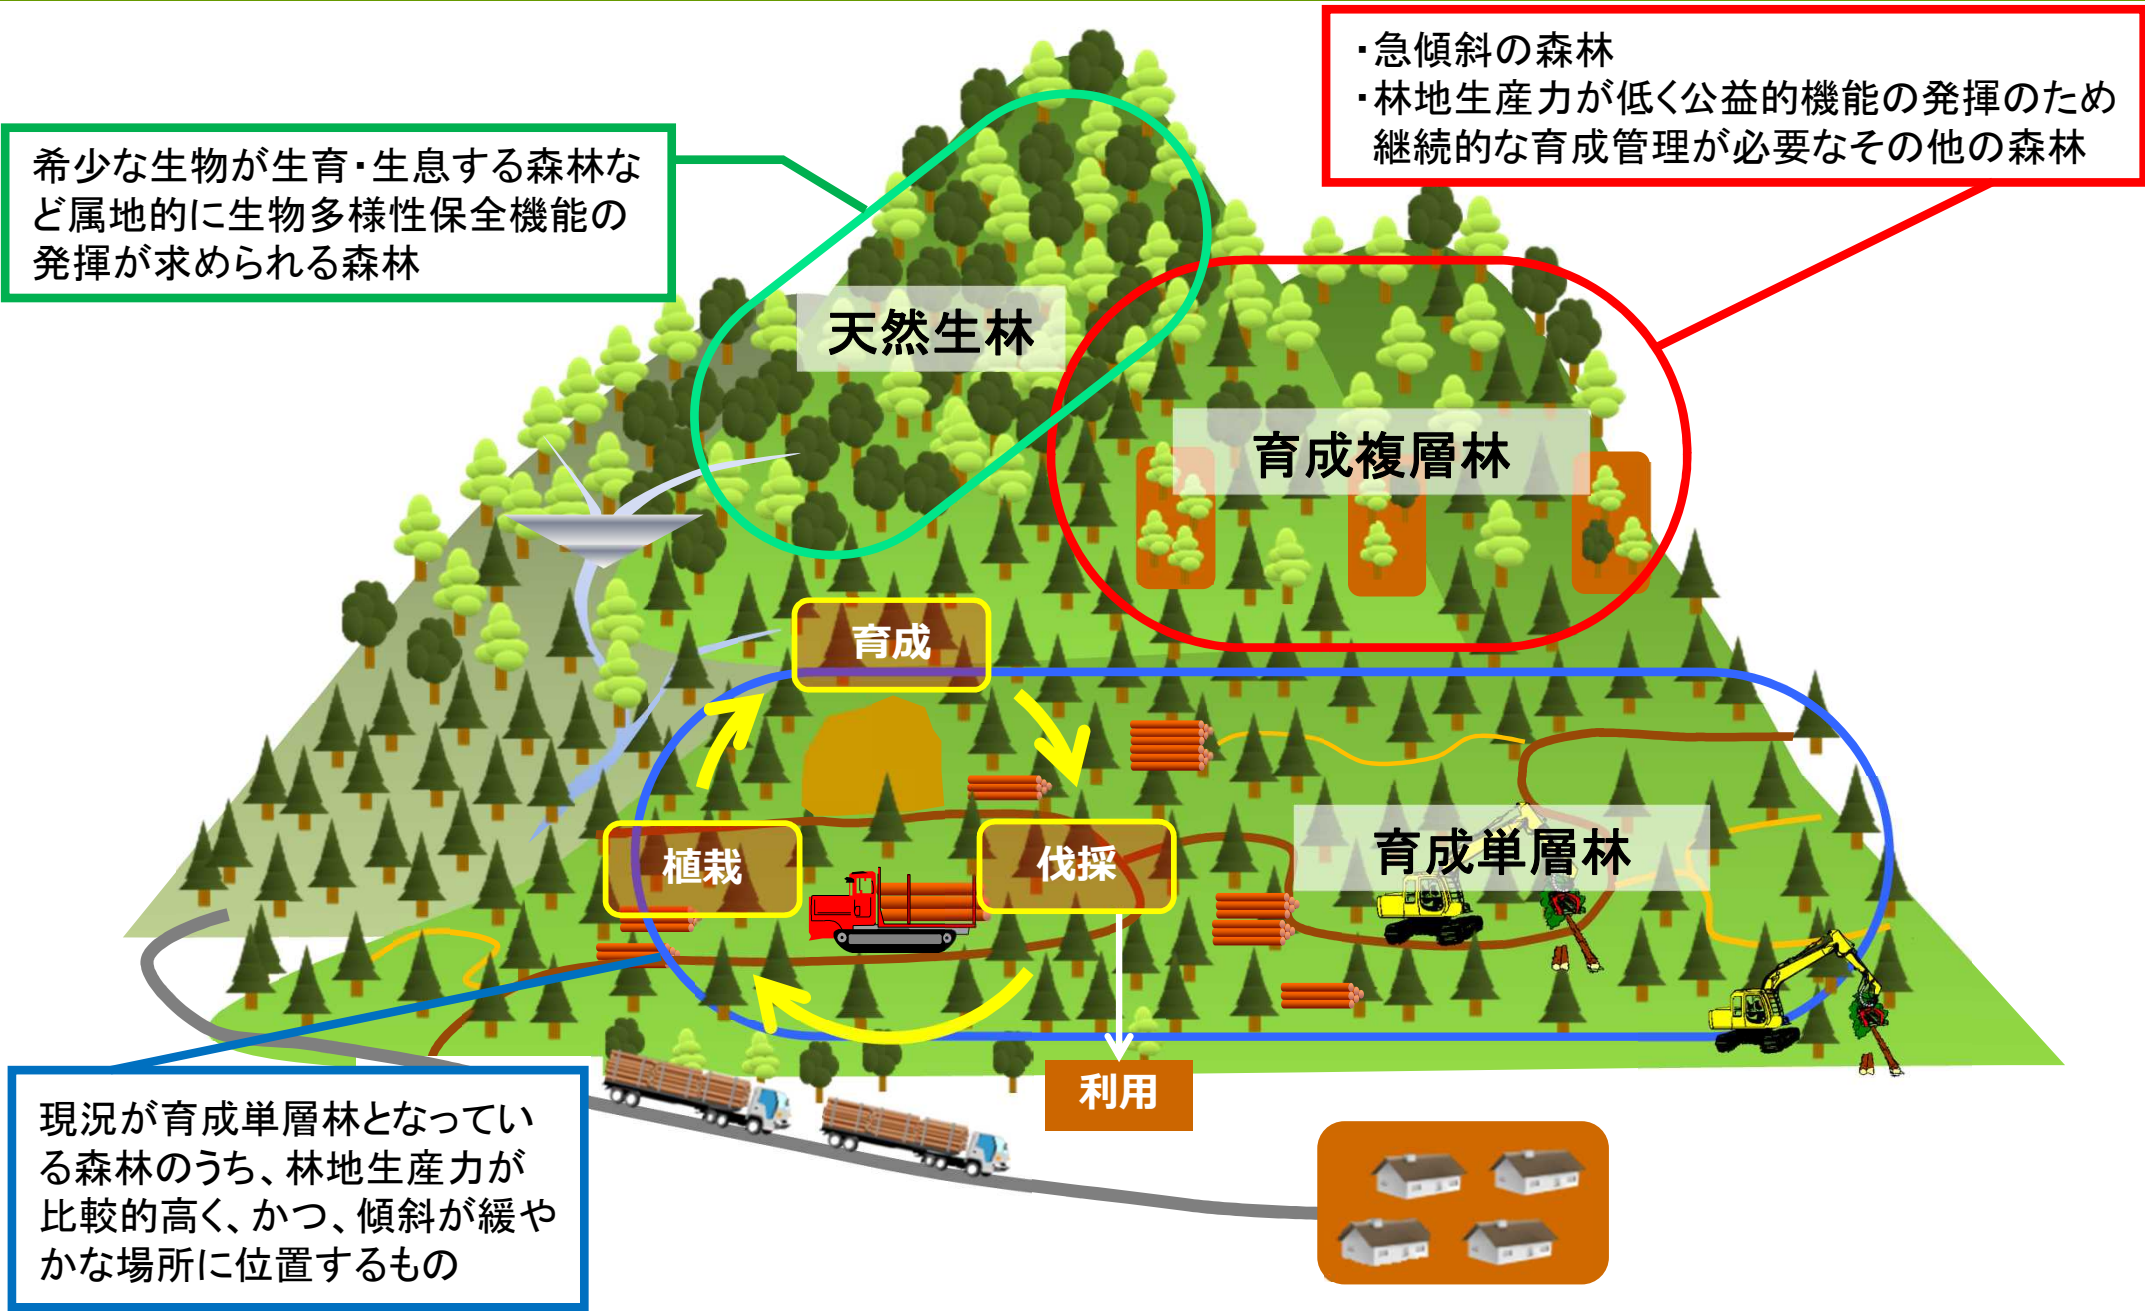 ・急傾斜の森林
・林地生産力が低く公益的機能の発揮のため
継続的な育成管理が必要なその他の森林
希少な生物が生育・生息する森林な
ど属地的に生物多様性保全機能の
発揮が求められる森林
天然生林
育成複層林
育成
植栽
伐採
育成単層林
利用
現況が育成単層林となってい
る森林のうち、林地生産力が
比較的高く、かつ、傾斜が緩や
かな場所に位置するもの